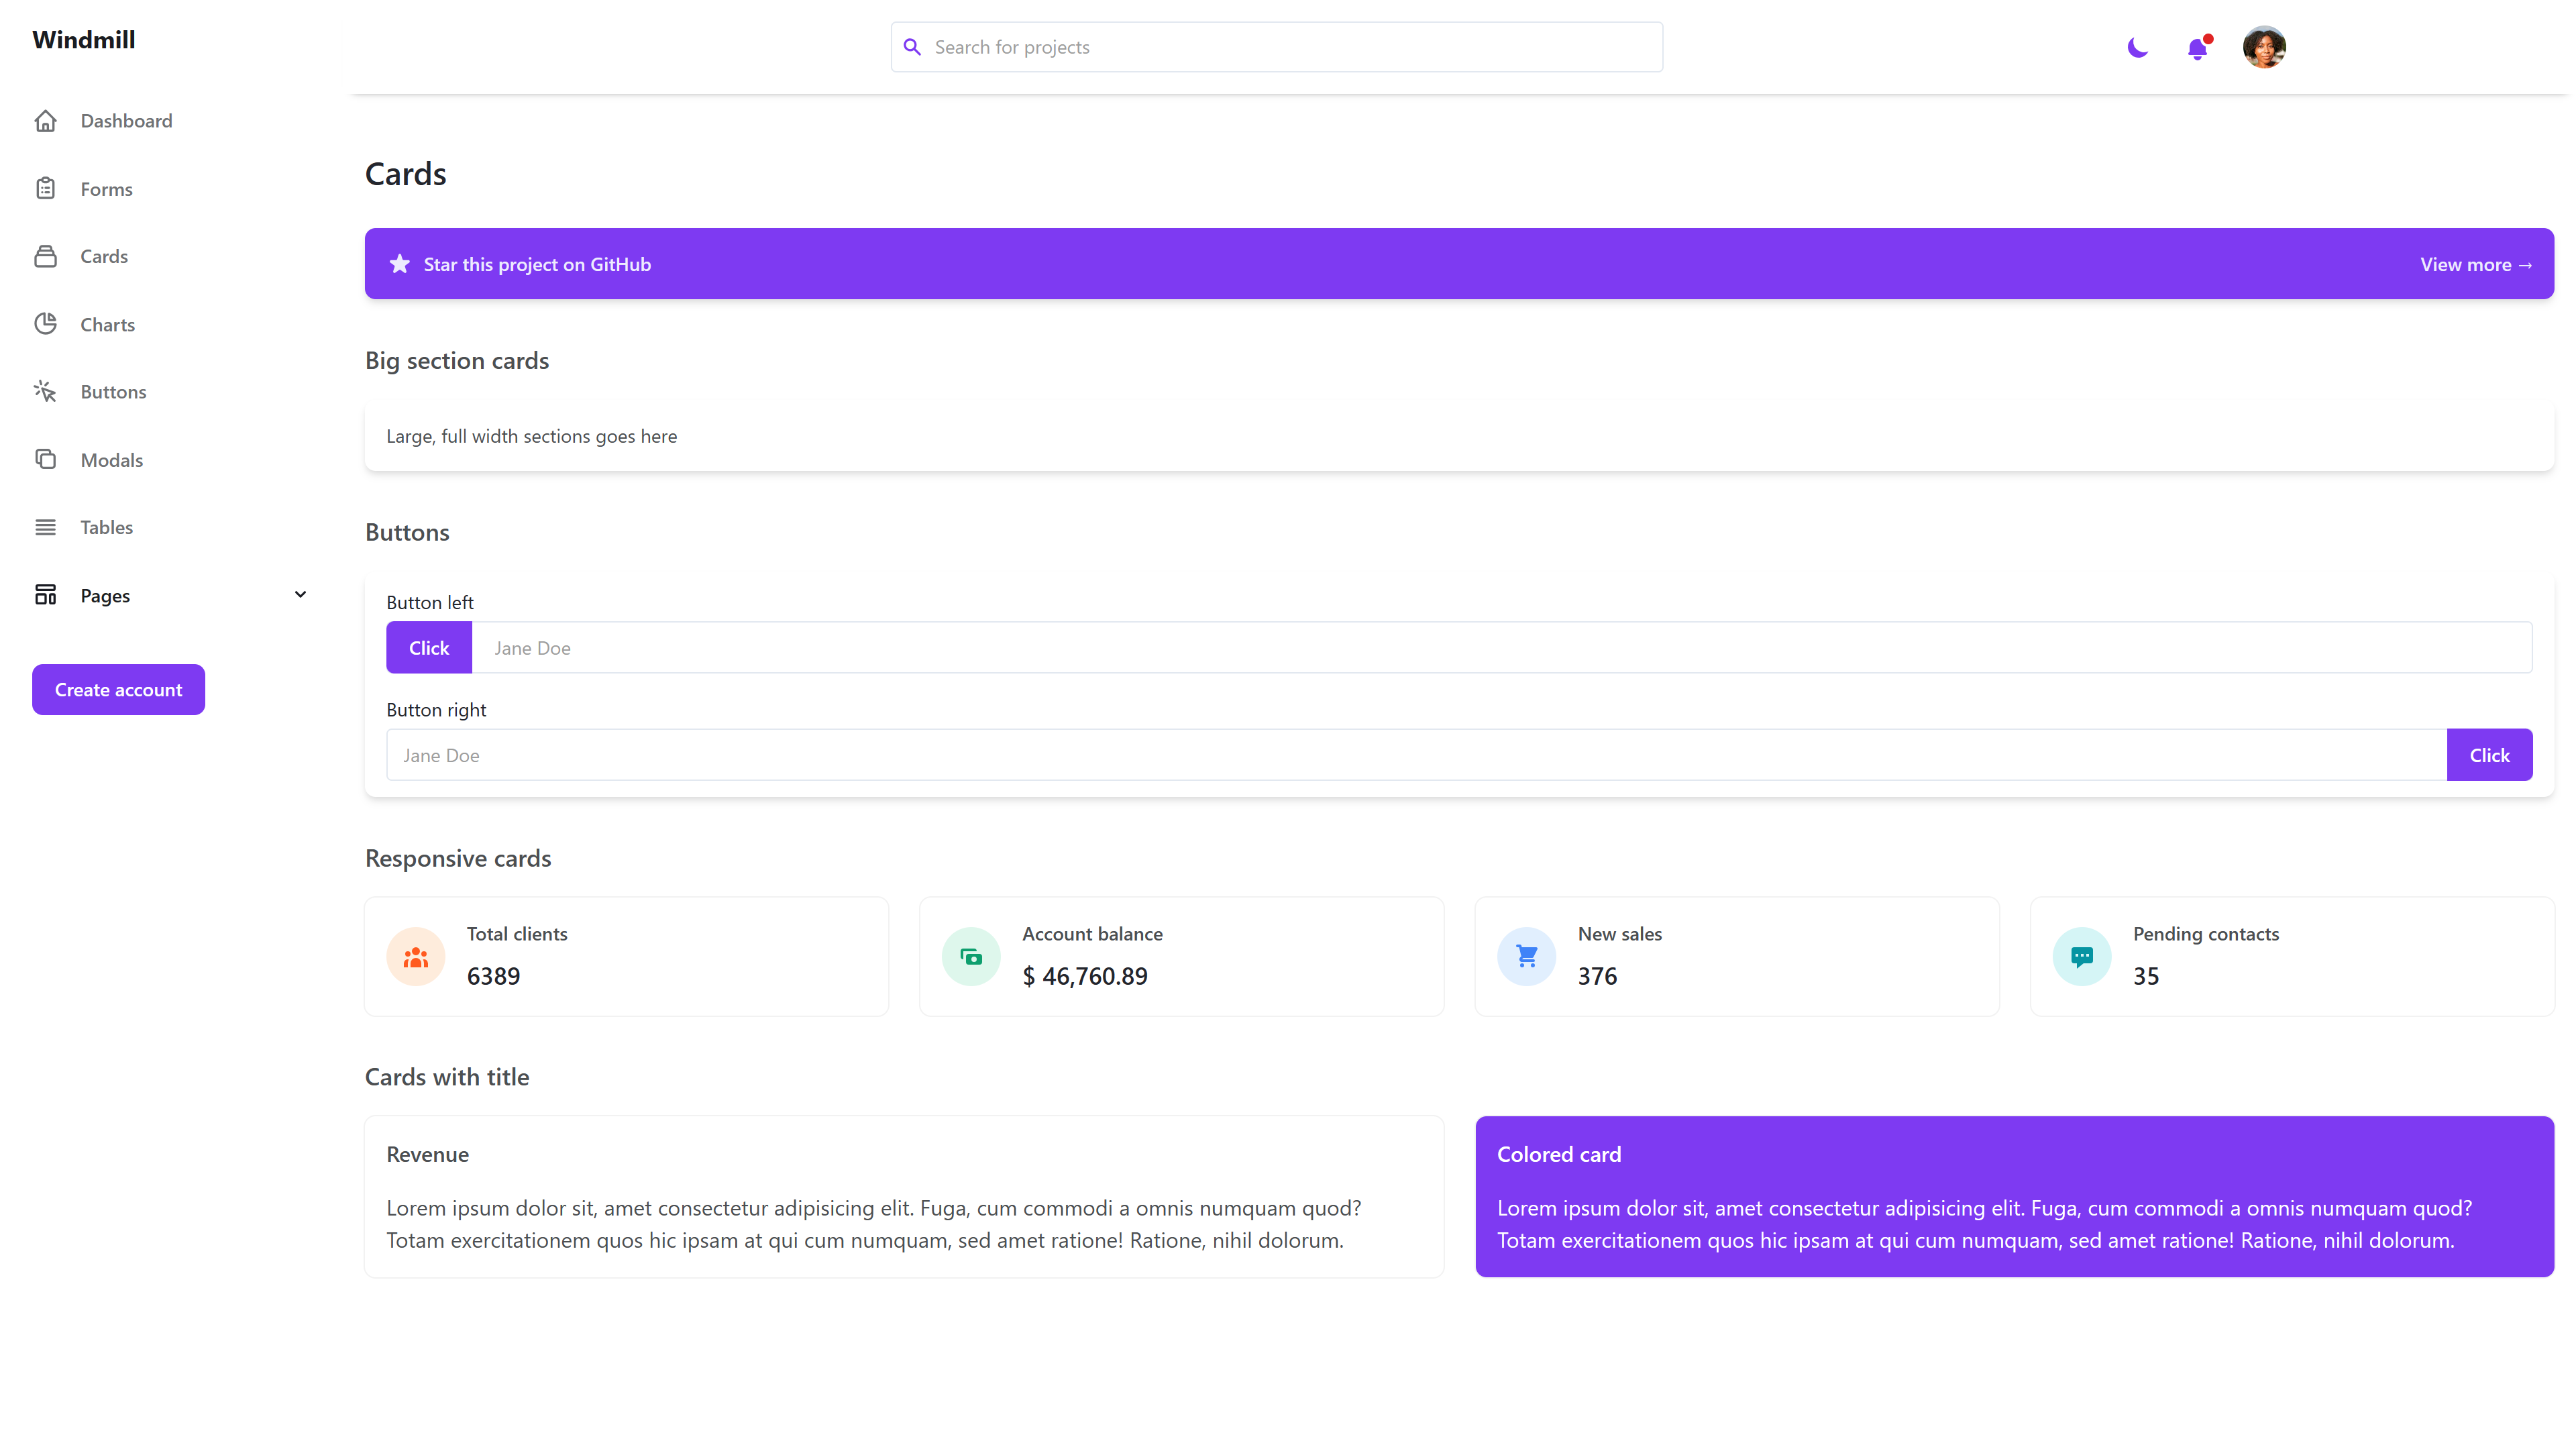 Windmill
Search for projects
Dashboard
Forms
Cards
Charts
Buttons
Modals
Tables
Pages
Create account
Cards
Star this project on GitHub
View more →
Big section cards
Large, full width sections goes here
Buttons
Button left
Click
Jane Doe
Button right
Jane Doe
Click
Responsive cards
Total clients
6389
Account balance
$ 46,760.89
New sales
376
Pending contacts
35
Cards with title
Revenue
Lorem ipsum dolor sit, amet consectetur adipisicing elit. Fuga, cum commodi a omnis numquam quod?
Totam exercitationem quos hic ipsam at qui cum numquam, sed amet ratione! Ratione, nihil dolorum.
Colored card
Lorem ipsum dolor sit, amet consectetur adipisicing elit. Fuga, cum commodi a omnis numquam quod?
Totam exercitationem quos hic ipsam at qui cum numquam, sed amet ratione! Ratione, nihil dolorum.